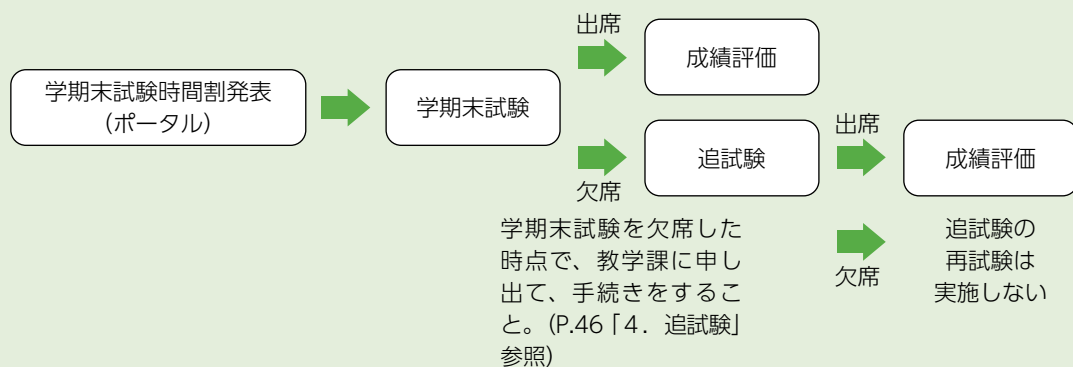 出席
学期末試験時間割発表
（ポータル）
学期末試験
成績評価
欠席
追試験
出席
成績評価
学期末試験を欠席した
時点で、教学課に申し
出て、手続きをするこ
と。(P.46「４．追試験」
参照)
欠席
追試験の
再試験は
実施しない